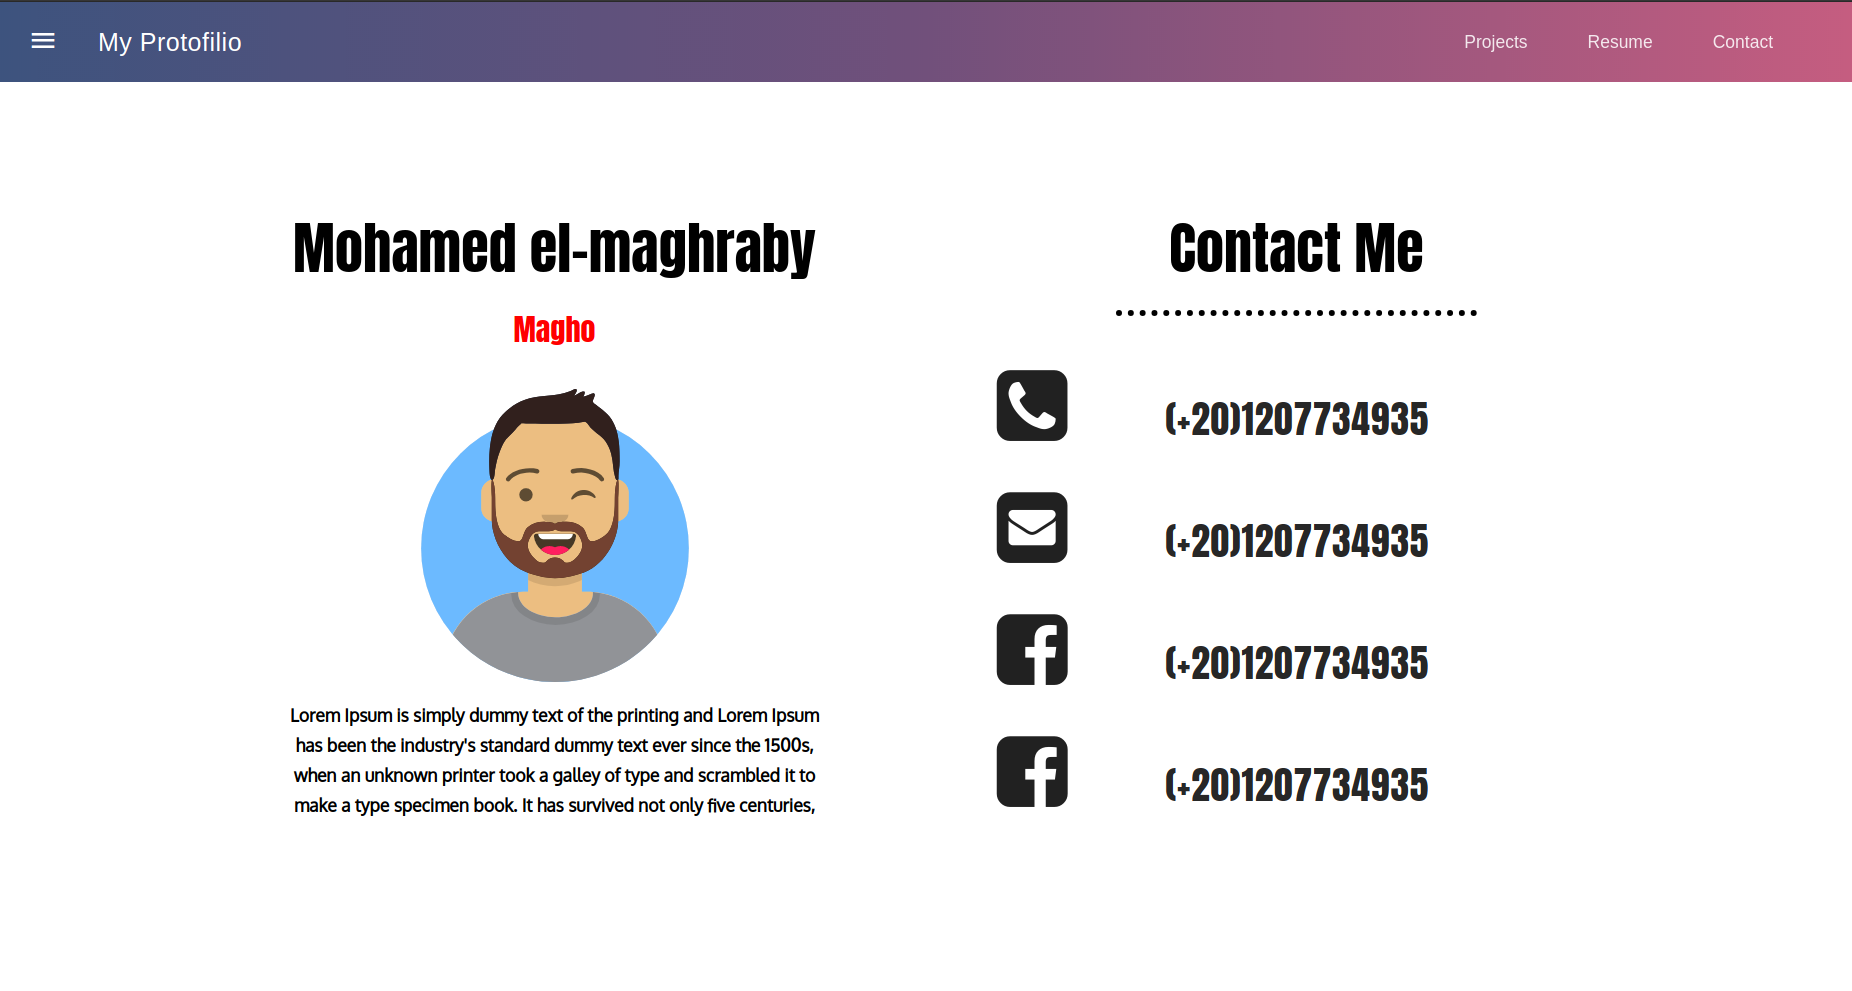 My Protofilio
Projects
Resume
Contact
Mohamed el-maghraby
Magho
Lorem Ipsum is simply dummy text of the printing and Lorem Ipsum
has been the industry's standard dummy text ever since the 1500s,
when an unknown printer took a galley of type and scrambled it to
make a type specimen book. It has survived not only five centuries,
Contact Me
(+20)1207734935
(+20)1207734935
(+20)1207734935
(+20)1207734935